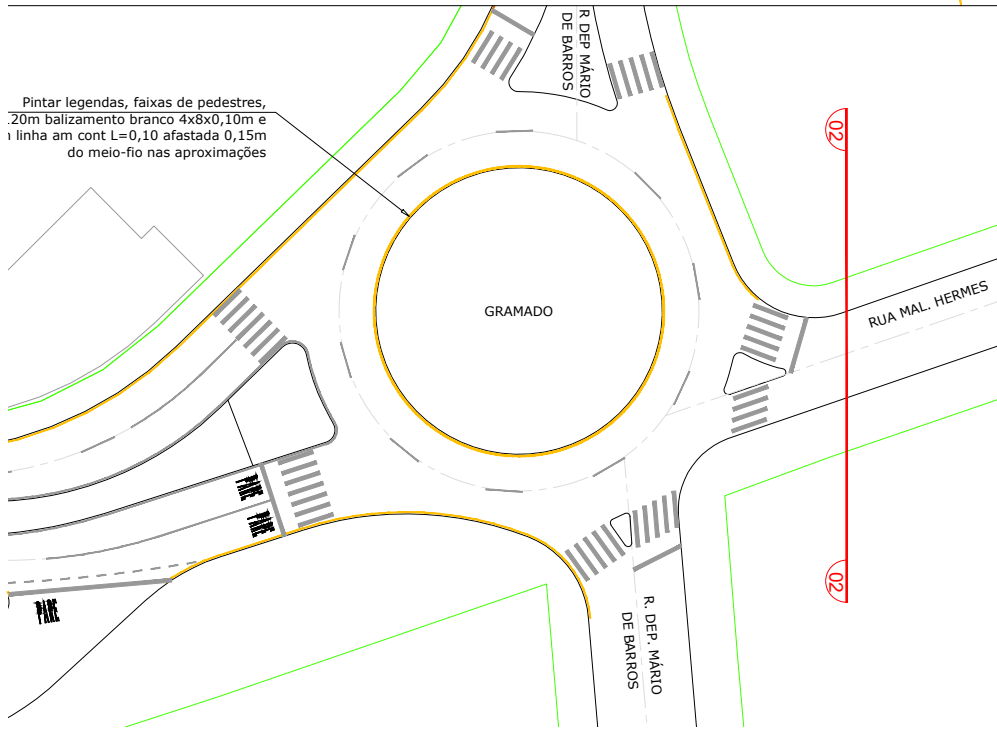 R DEP MÁRIO
DE BARROS
Pintar legendas, faixas de pedestres,
,20m balizamento branco 4x8x0,10m e
linha am cont L=0,10 afastada 0,15m
do meio-fio nas aproximações
02
GRAMADO
RUA MAL. HERMES
02
R. DEP. MÁRIO
DE BARROS